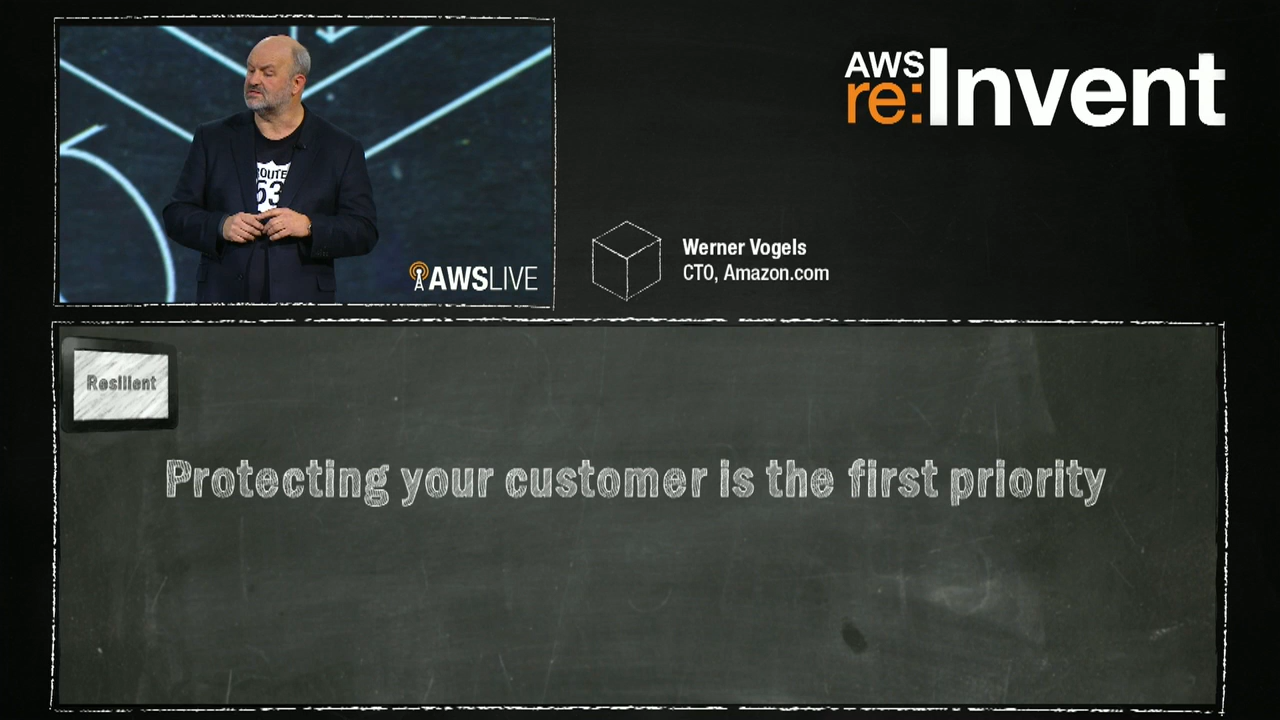 AWS
re:Invent
ROUTE
53
AWSLIVE
Werner Vogels
CTO, Amazon.com
Resilient
Protecting your customer is the first priority